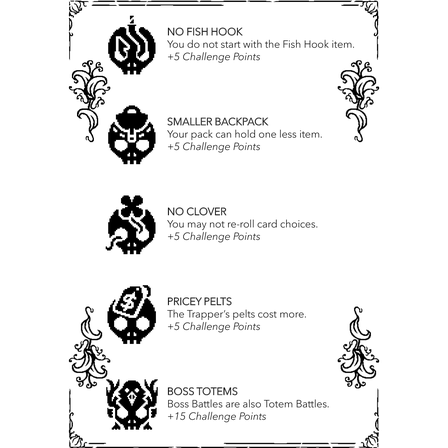 NO FISH HOOK
You do not start with the Fish Hook item.
+5 Challenge Points
SMALLER BACKPACK
Your pack can hold one less item.
+5 Challenge Points
NO CLOVER
You may not re-roll card choices.
+5 Challenge Points
PRICEY PELTS
The Trapper's pelts cost more.
+5 Challenge Points
BOSS TOTEMS
Boss Battles are also Totem Battles.
+15 Challenge Points